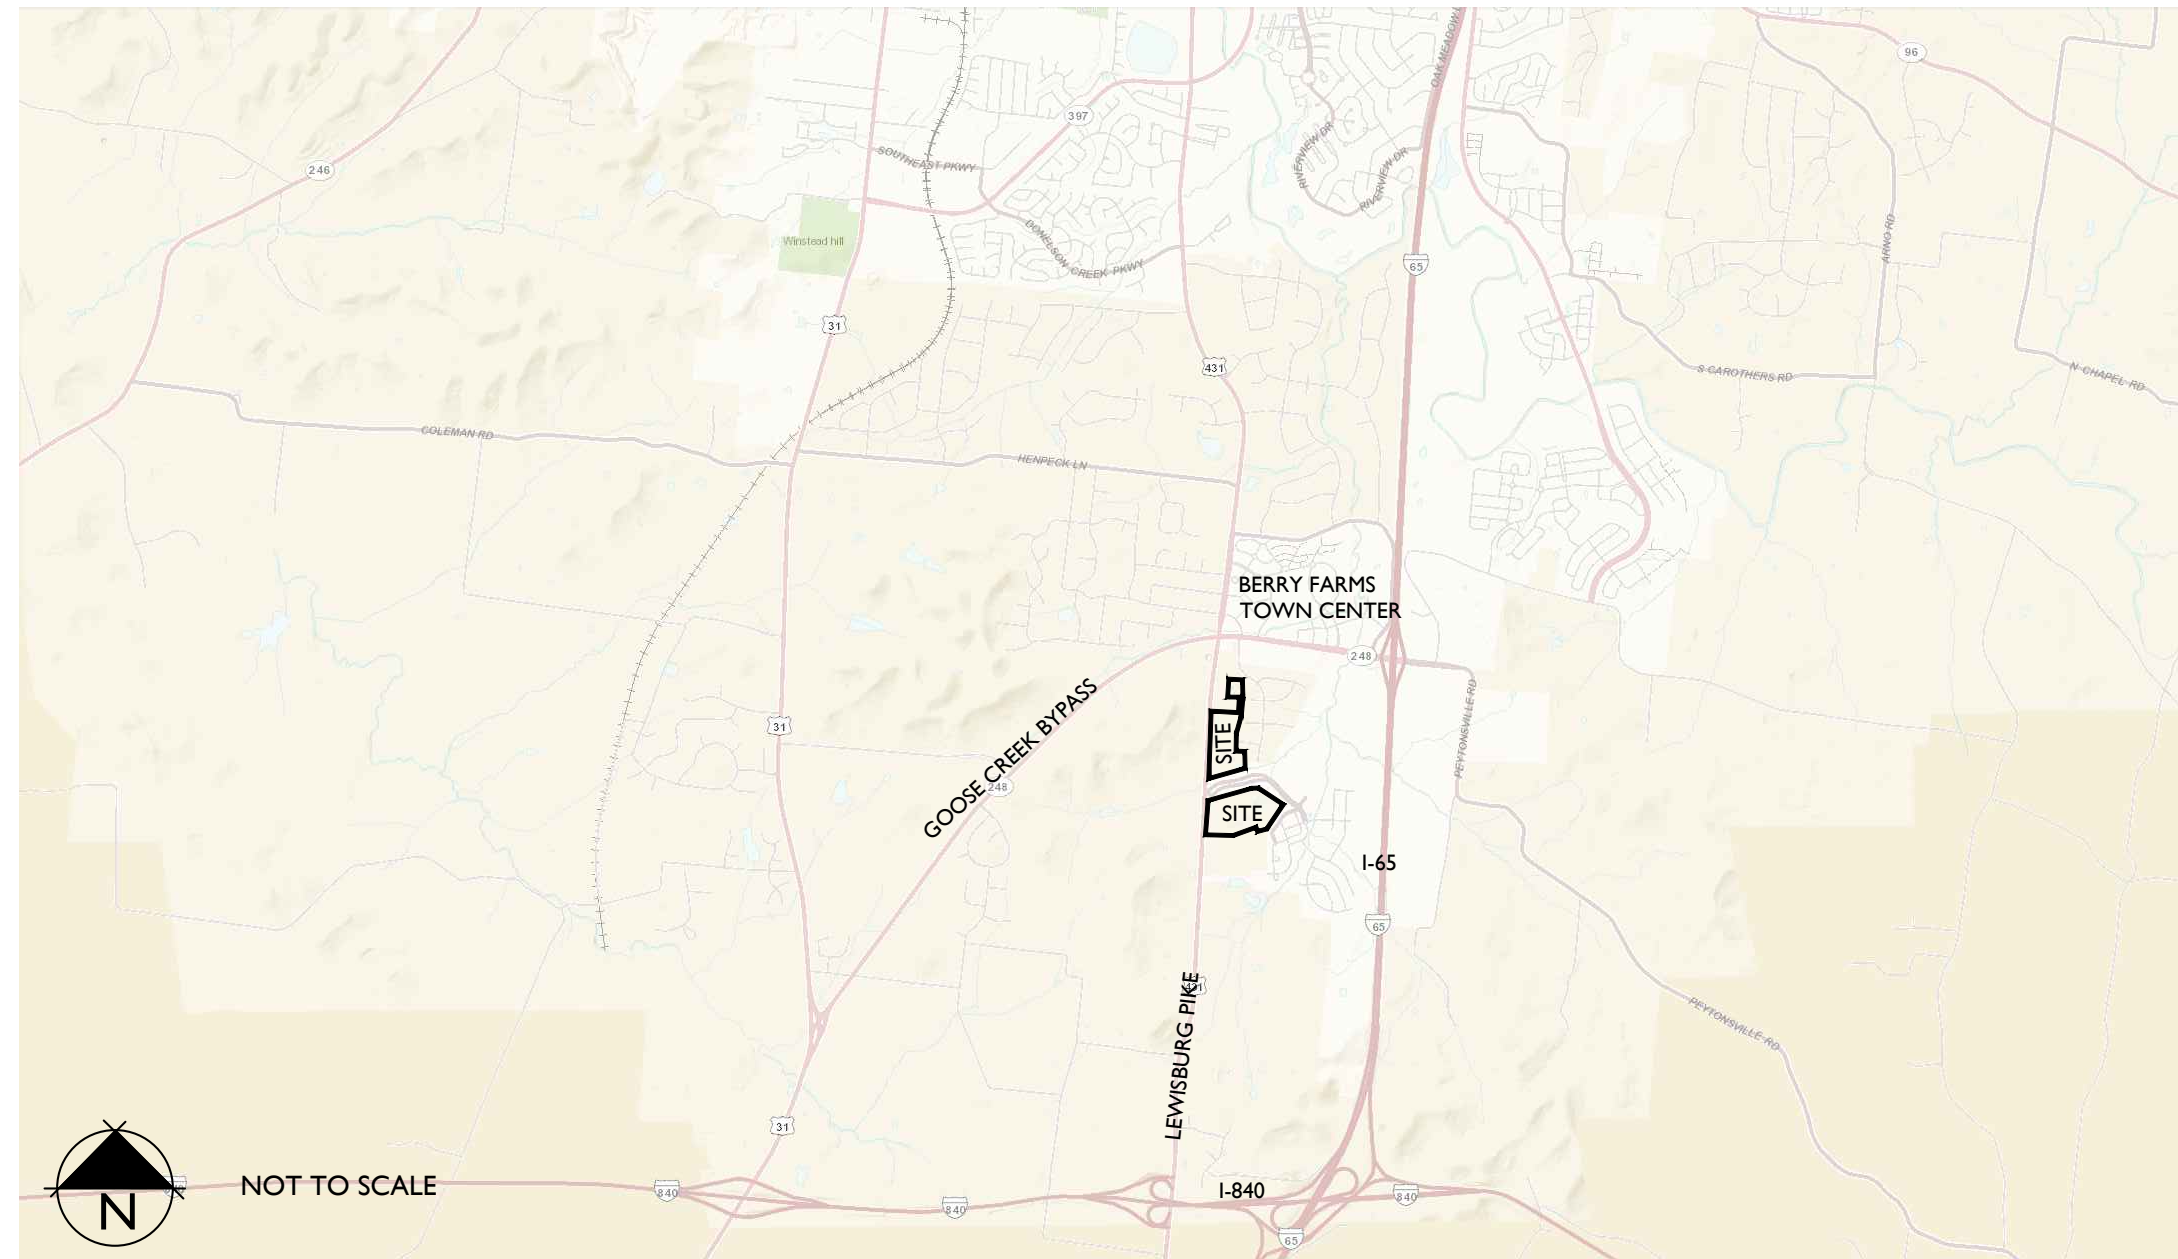 OAK MEADOW
96
397
RIVERVIEW DR
RIVERVIEW DR
SOUTHEAST PKWY
246
ARNO RD
Winstead hill
DONELSON CREEK PKWY
65
31
431
S CAROTHERS RD
N CHAPEL RD
COLEMAN RD
HENPECK LN
BERRY FARMS
TOWN CENTER
248
GOOSE CREEK BYPASS
PEYTONSVILLE RD
31
SITE
248
SITE
I-65
65
431
LEWISBURG PIKE
PEYTONSVILLE RD
31
NOT TO SCALE
N
840
840
I-840
840
65